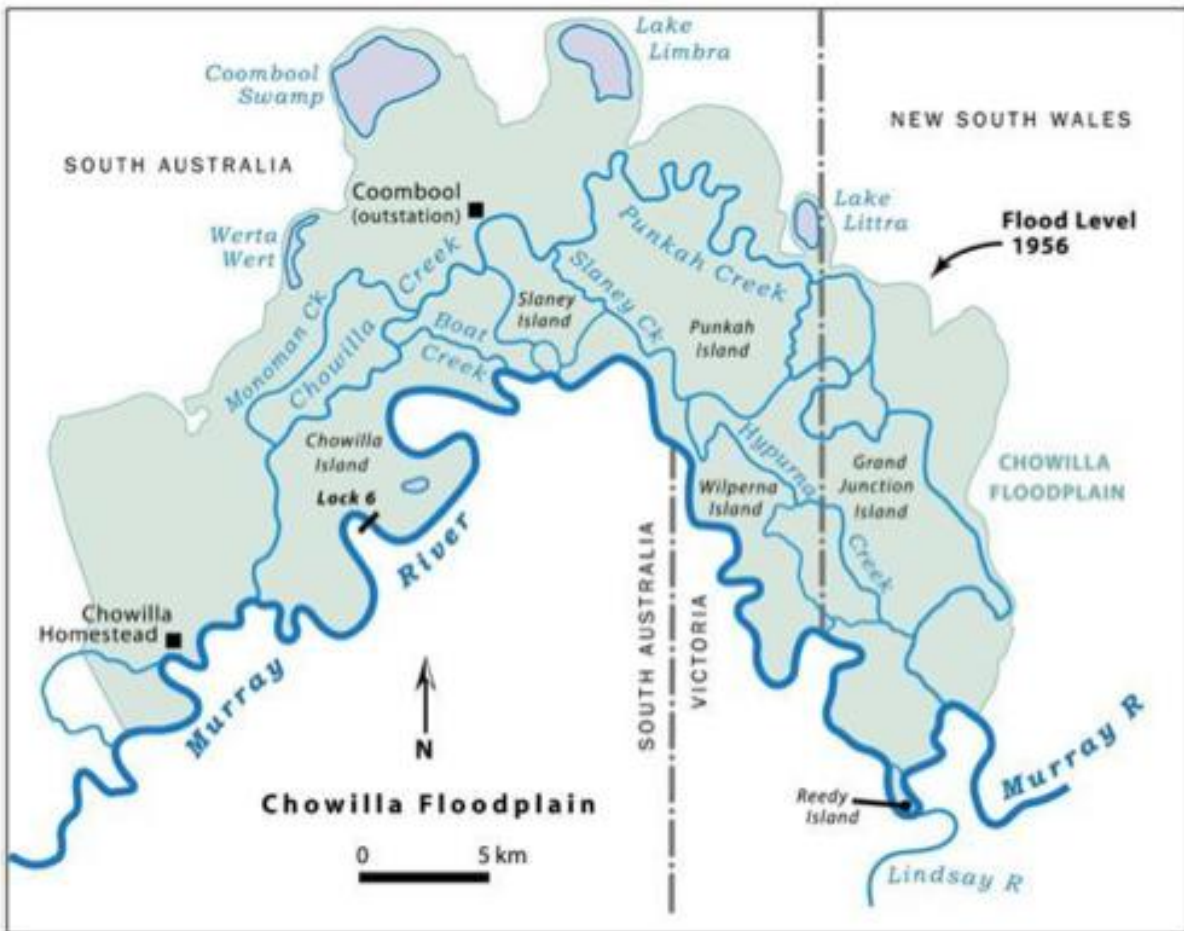 Lake
Limbra
Coombool
Swamp
NEW SOUTH WALES
SOUTH AUSTRALIA
Coombool
(outstation)
Lake
Littra
Flood Level
1956
Werta
Wert
Punkah Creek
Creek
Slaney Ck
Slaney
Island
Punkah
Island
Monoman Ck
Chowilla
Boat
Creek
Chowilla
Island
Lock 6
Hypurna
Creek
Wilperna
Island
Grand
Junction
Island
CHOWILLA
FLOODPLAIN
River
Murray
Chowilla
Homestead
SOUTH AUSTRALIA
VICTORIA
N
Murray R
Chowilla Floodplain
Reedy
Island
0 5 km
Lindsay R